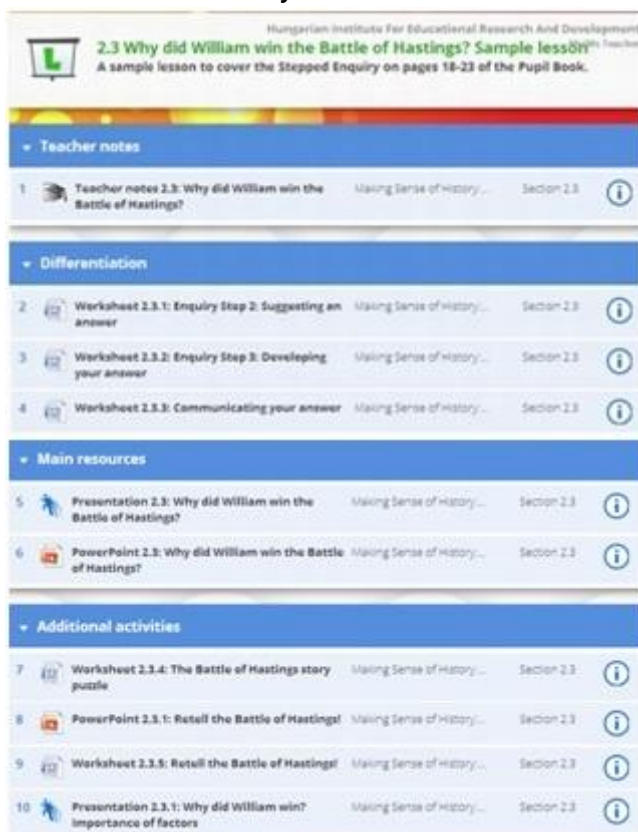 Hungarian Institute For Educational Research And Development
2.3 Why did William win the Battle of Hastings? Sample lesson
A sample lesson to cover the Stepped Enquiry on pages 18-23 of the Pupil Book.
Teacher notes
1 Teacher notes 2.3: Why did William win the Making Sense of History... Section 2.3
Battle of Hastings?
Differentiation
2 Worksheet 2.3.1: Enquiry Step 2: Suggesting an Making Sense of History... Section 2.3
answer
3 Worksheet 2.3.2: Enquiry Step 3: Developing Making Sense of History... Section 2.3
your answer
4 Worksheet 2.3.3: Communicating your answer Making Sense of History... Section 2.3
Main resources
5 Presentation 2.3: Why did William win the Making Sense of History... Section 2.3
Battle of Hastings?
6 PowerPoint 2.3: Why did William win the Battle Making Sense of History... Section 2.3
of Hastings?
Additional activities
7 Worksheet 2.3.4: The Battle of Hastings story Making Sense of History... Section 2.3
puzzle
8 PowerPoint 2.3.1: Retell the Battle of Hastings! Making Sense of History... Section 2.3
9 Worksheet 2.3.5: Retell the Battle of Hastings! Making Sense of History... Section 2.3
10 Presentation 2.3.1: Why did William win? Making Sense of History... Section 2.3
Importance of factors